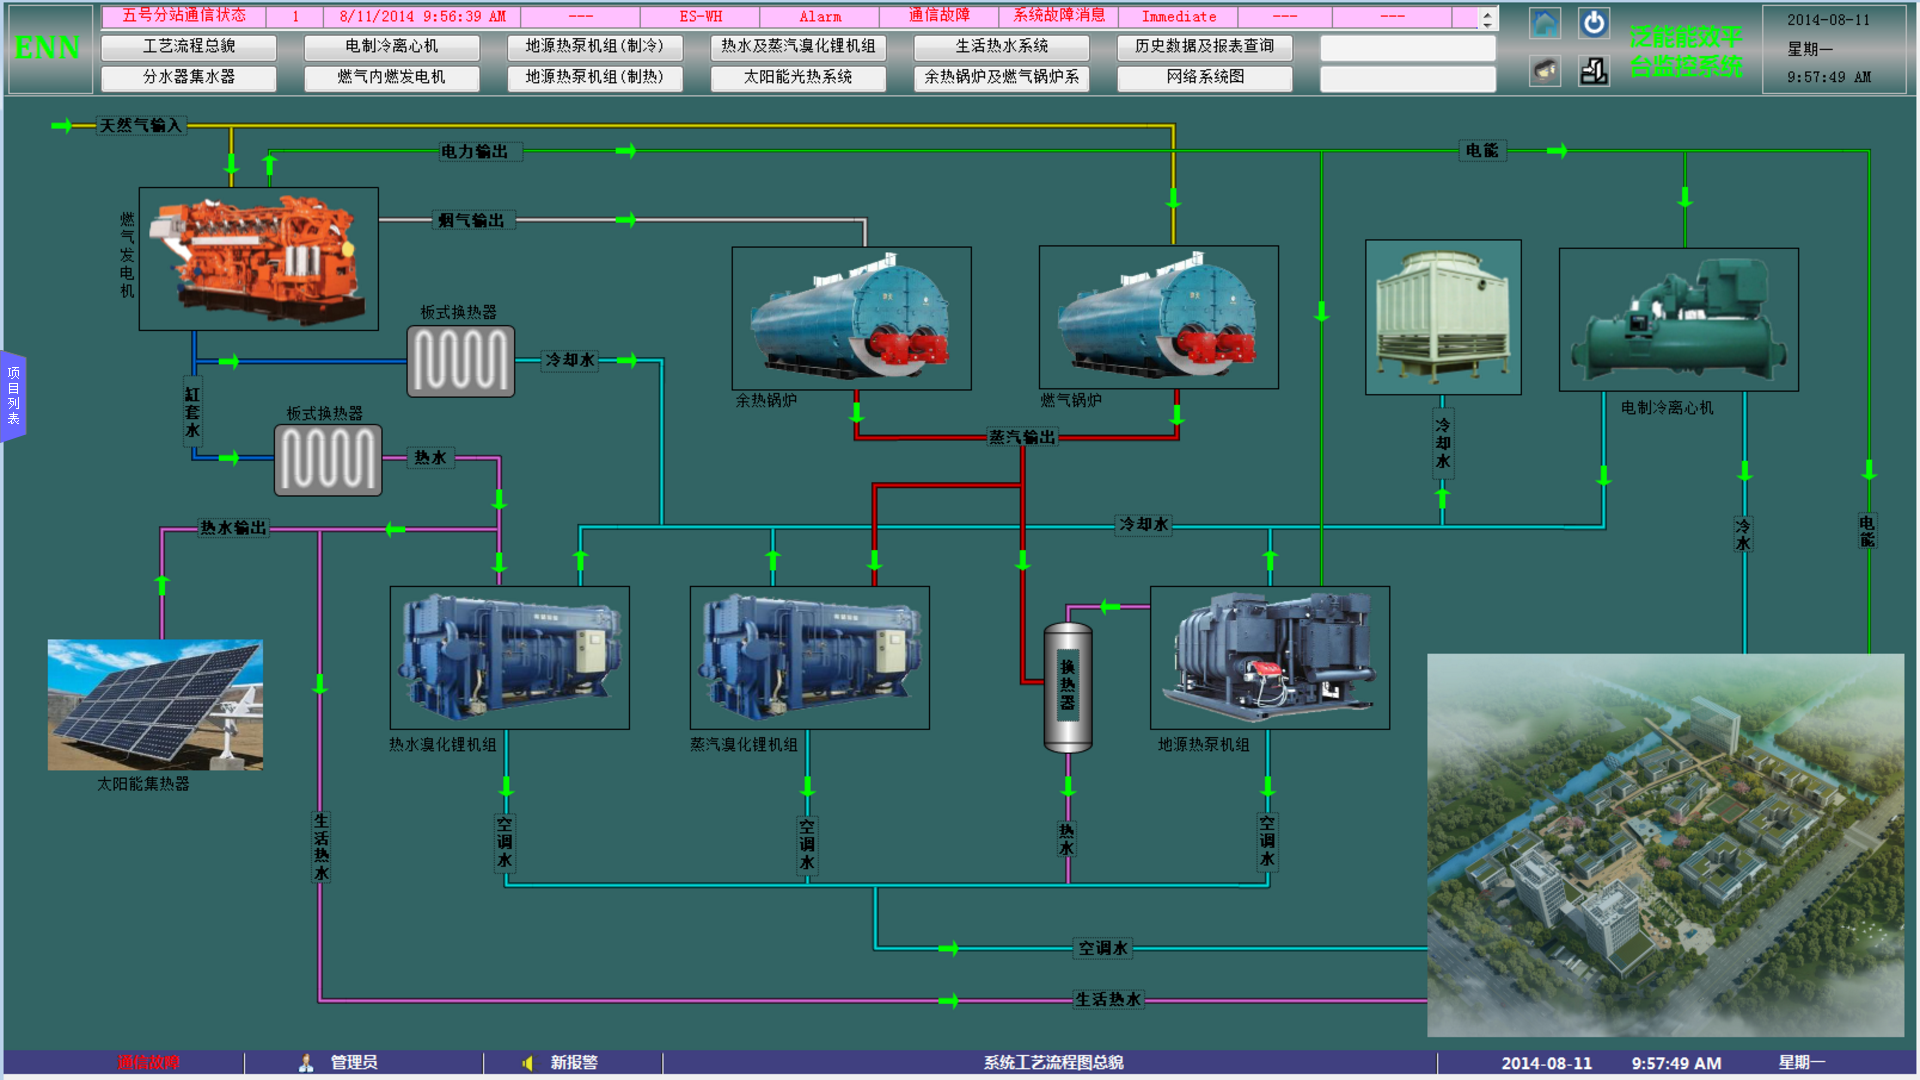 ENN
五号分站通信状态 1 8/11/2014 9:56:39 AM --- ES-WH Alarm 通信故障 系统故障消息 Immediate --- ---
工艺流程总貌 电制冷离心机 地源热泵机组(制冷) 热水及蒸汽溴化锂机组 生活热水系统 历史数据及报表查询
分水器集水器 燃气内燃发电机 地源热泵机组(制热) 太阳能光热系统 余热锅炉及燃气锅炉系 网络系统图
泛能能效平
台监控系统
2014-08-11
星期一
9:57:49 AM
天然气输入
电力输出
电能
燃气发电机
烟气输出
板式换热器
冷却水
缸套水
板式换热器
热水
余热锅炉
燃气锅炉
蒸汽输出
冷却水
电制冷离心机
项目列表
热水输出
冷却水
冷水
电能
太阳能集热器
热水溴化锂机组
蒸汽溴化锂机组
换热器
地源热泵机组
生活热水
空调水
空调水
热水
空调水
空调水
生活热水
通信故障 管理员 新报警 系统工艺流程图总貌 2014-08-11 9:57:49 AM 星期一